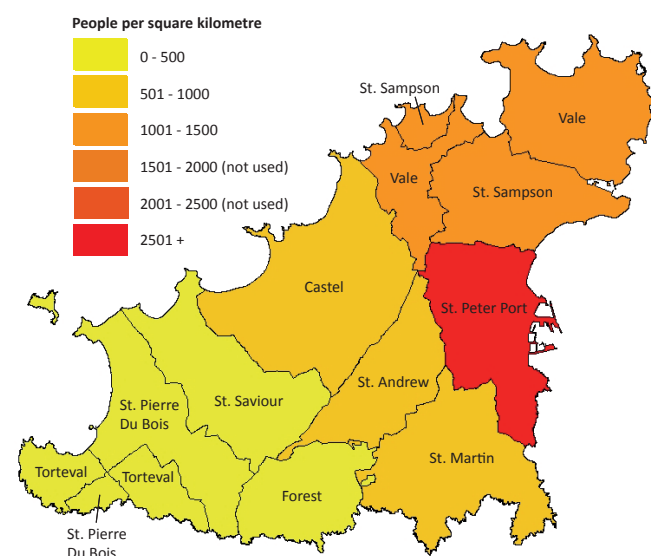 People per square kilometre
0 - 500
501 - 1000
1001 - 1500
1501 - 2000 (not used)
2001 - 2500 (not used)
2501 +
St. Sampson
Vale
Vale
St. Sampson
Castel
St. Peter Port
St. Andrew
St. Saviour
St. Pierre
Du Bois
St. Martin
Torteval
Torteval
Forest
St. Pierre
Du Bois